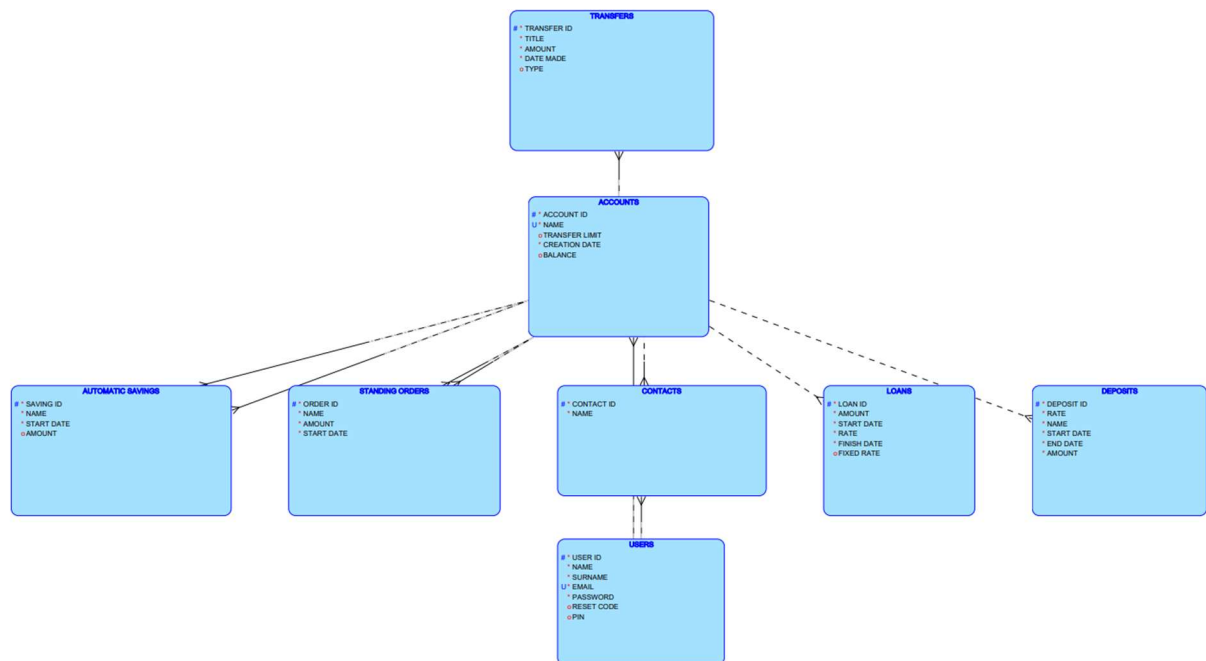 TRANSFERS
# * TRANSFER ID
* TITLE
* AMOUNT
* DATE MADE
o TYPE
ACCOUNTS
# * ACCOUNT ID
U * NAME
o TRANSFER LIMIT
* CREATION DATE
o BALANCE
AUTOMATIC SAVINGS
# * SAVING ID
* NAME
* START DATE
o AMOUNT
STANDING ORDERS
# * ORDER ID
* NAME
* AMOUNT
* START DATE
CONTACTS
# * CONTACT ID
* NAME
LOANS
# * LOAN ID
* AMOUNT
* START DATE
* RATE
* FINISH DATE
o FIXED RATE
DEPOSITS
# * DEPOSIT ID
* RATE
* NAME
* START DATE
* END DATE
* AMOUNT
USERS
# * USER ID
* NAME
* SURNAME
U * EMAIL
* PASSWORD
o RESET CODE
o PIN